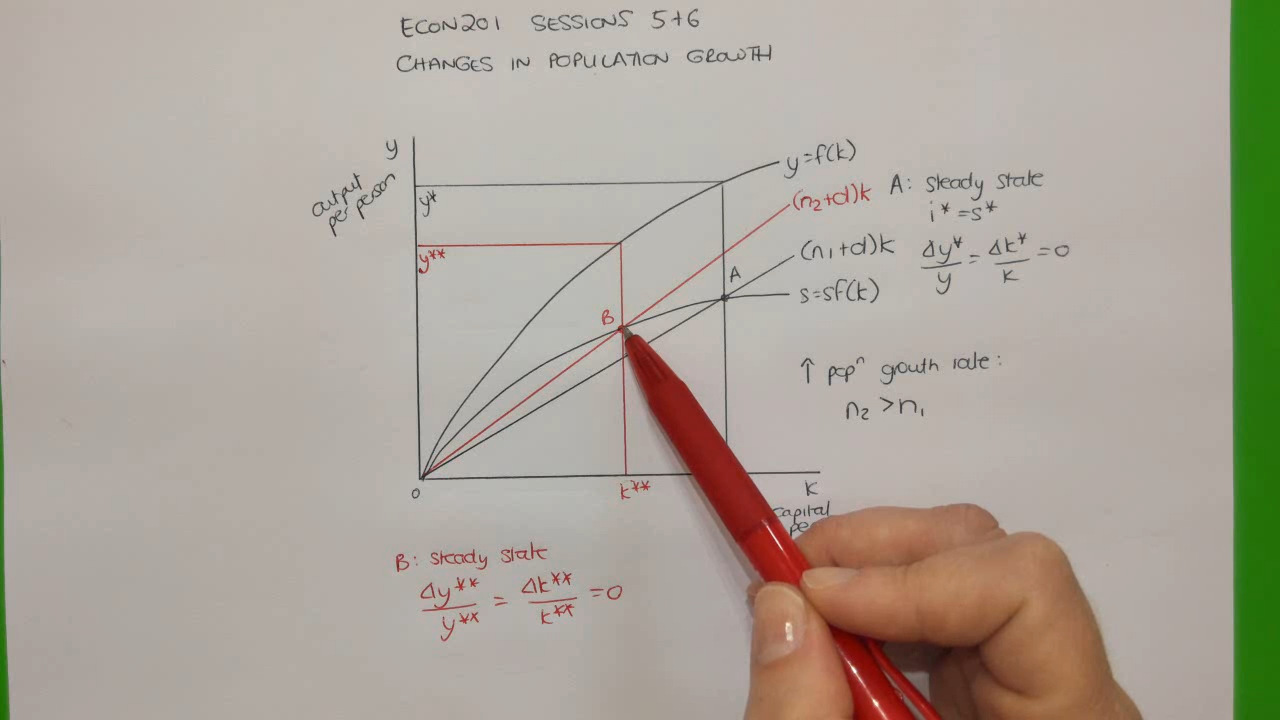 ECON201 SESSIONS 5+6
CHANGES IN POPULATION GROWTH
y
output
per person
y*
y**
y=f(k)
(n₂+d)k
(n₁+d)k
s=sf(k)
A
B
0
k**
k
capital
pe
A: steady state
i* = s*
Δy*/y = Δk*/k = 0
↑ popⁿ growth rate:
n₂ > n₁
B: steady state
Δy**/y** = Δk**/k** = 0